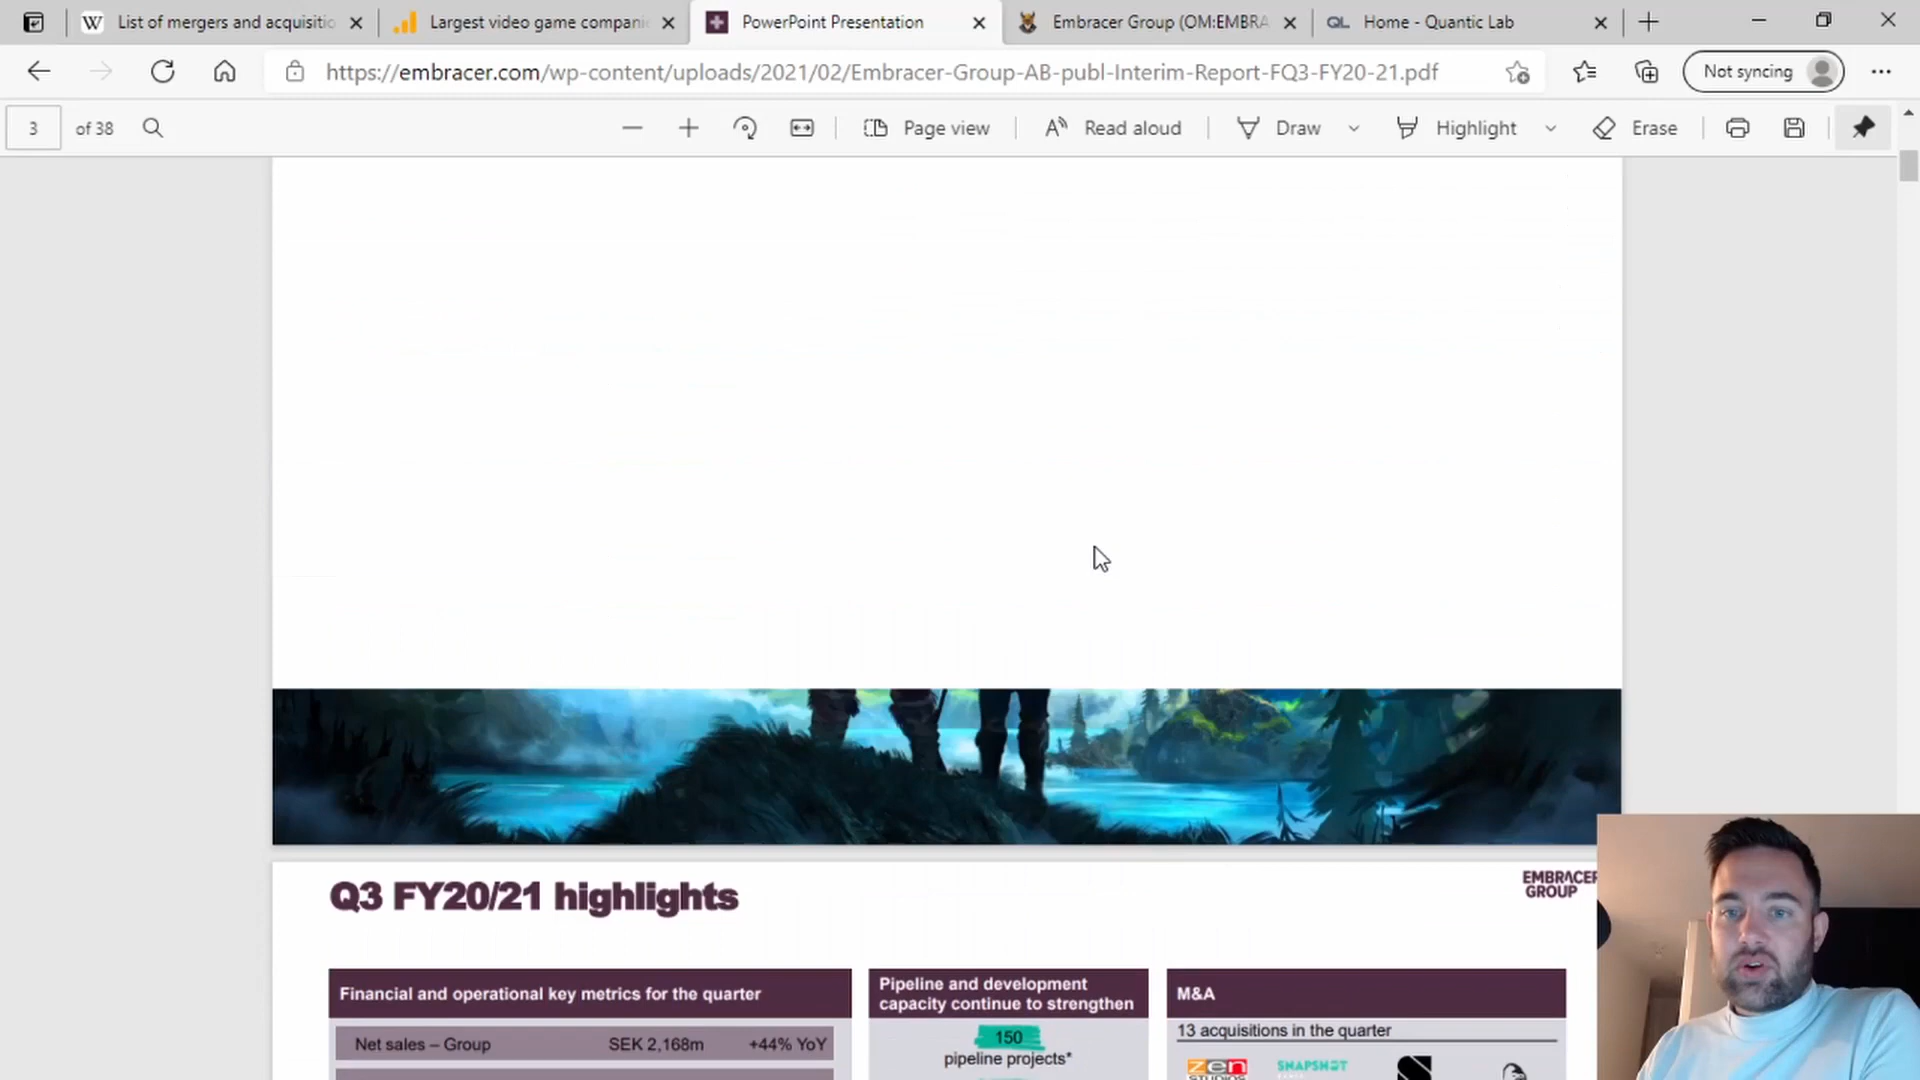 List of mergers and acquisitio
Largest video game compani
PowerPoint Presentation
Embracer Group (OM:EMBRA
QL Home - Quantic Lab
https://embracer.com/wp-content/uploads/2021/02/Embracer-Group-AB-publ-Interim-Report-FQ3-FY20-21.pdf
Not syncing
3 of 38
Page view
Read aloud
Draw
Highlight
Erase
Q3 FY20/21 highlights
EMBRACER
GROUP
Financial and operational key metrics for the quarter
Net sales – Group SEK 2,168m +44% YoY
Pipeline and development
capacity continue to strengthen
150
pipeline projects*
M&A
13 acquisitions in the quarter
zen
STUDIOS
SNAPSHOT